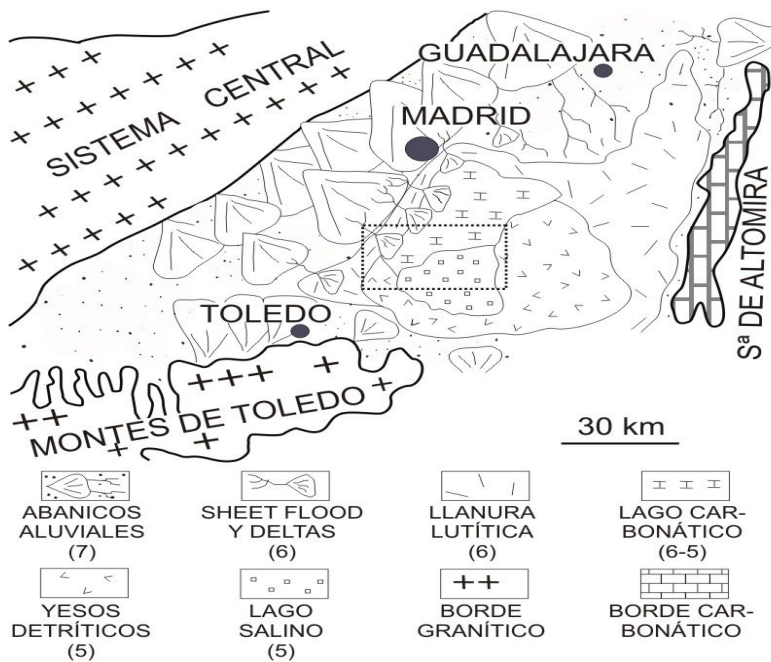 GUADALAJARA
SISTEMA CENTRAL
MADRID
Sª DE ALTOMIRA
TOLEDO
MONTES DE TOLEDO
30 km
ABANICOS
ALUVIALES
(7)
SHEET FLOOD
Y DELTAS
(6)
LLANURA
LUTÍTICA
(6)
LAGO CAR-
BONÁTICO
(6-5)
YESOS
DETRÍTICOS
(5)
LAGO
SALINO
(5)
BORDE
GRANÍTICO
BORDE CAR-
BONÁTICO